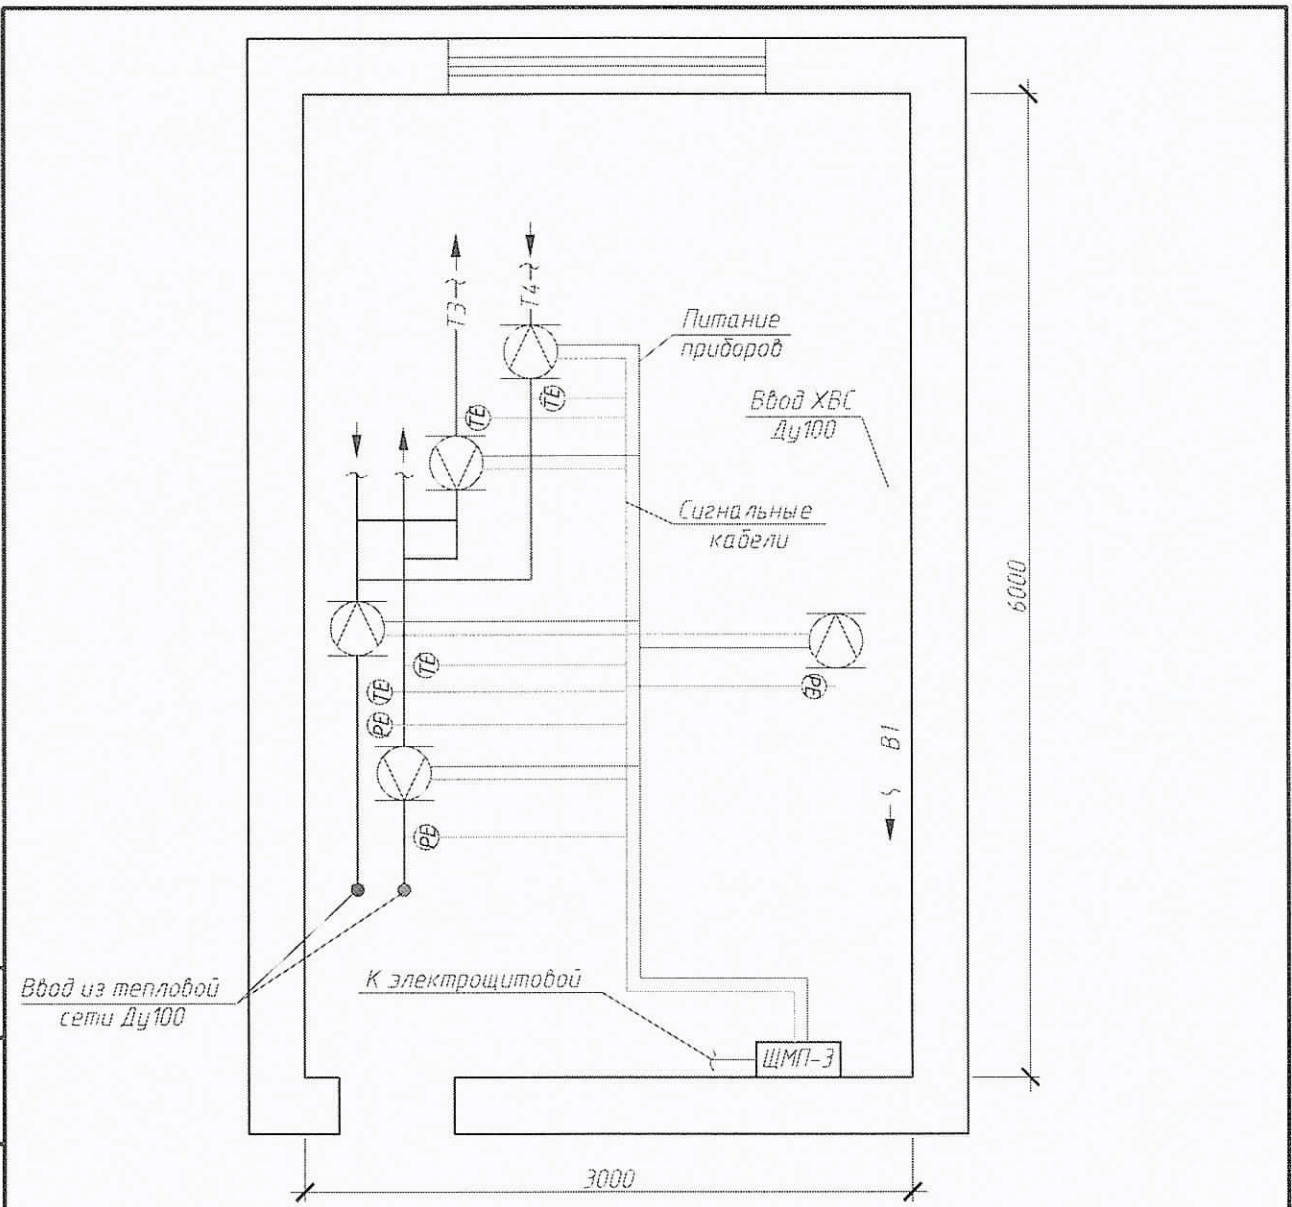 Т3
Т4
Питание
приборов
ТЕ
ТЕ
Ввод ХВС
Ду100
Сигнальные
кабели
6000
ТЕ
ТЕ
РЕ
РЕ
РЕ
В1
Ввод из тепловой
сети Ду100
К электрощитовой
ЩМП-3
3000